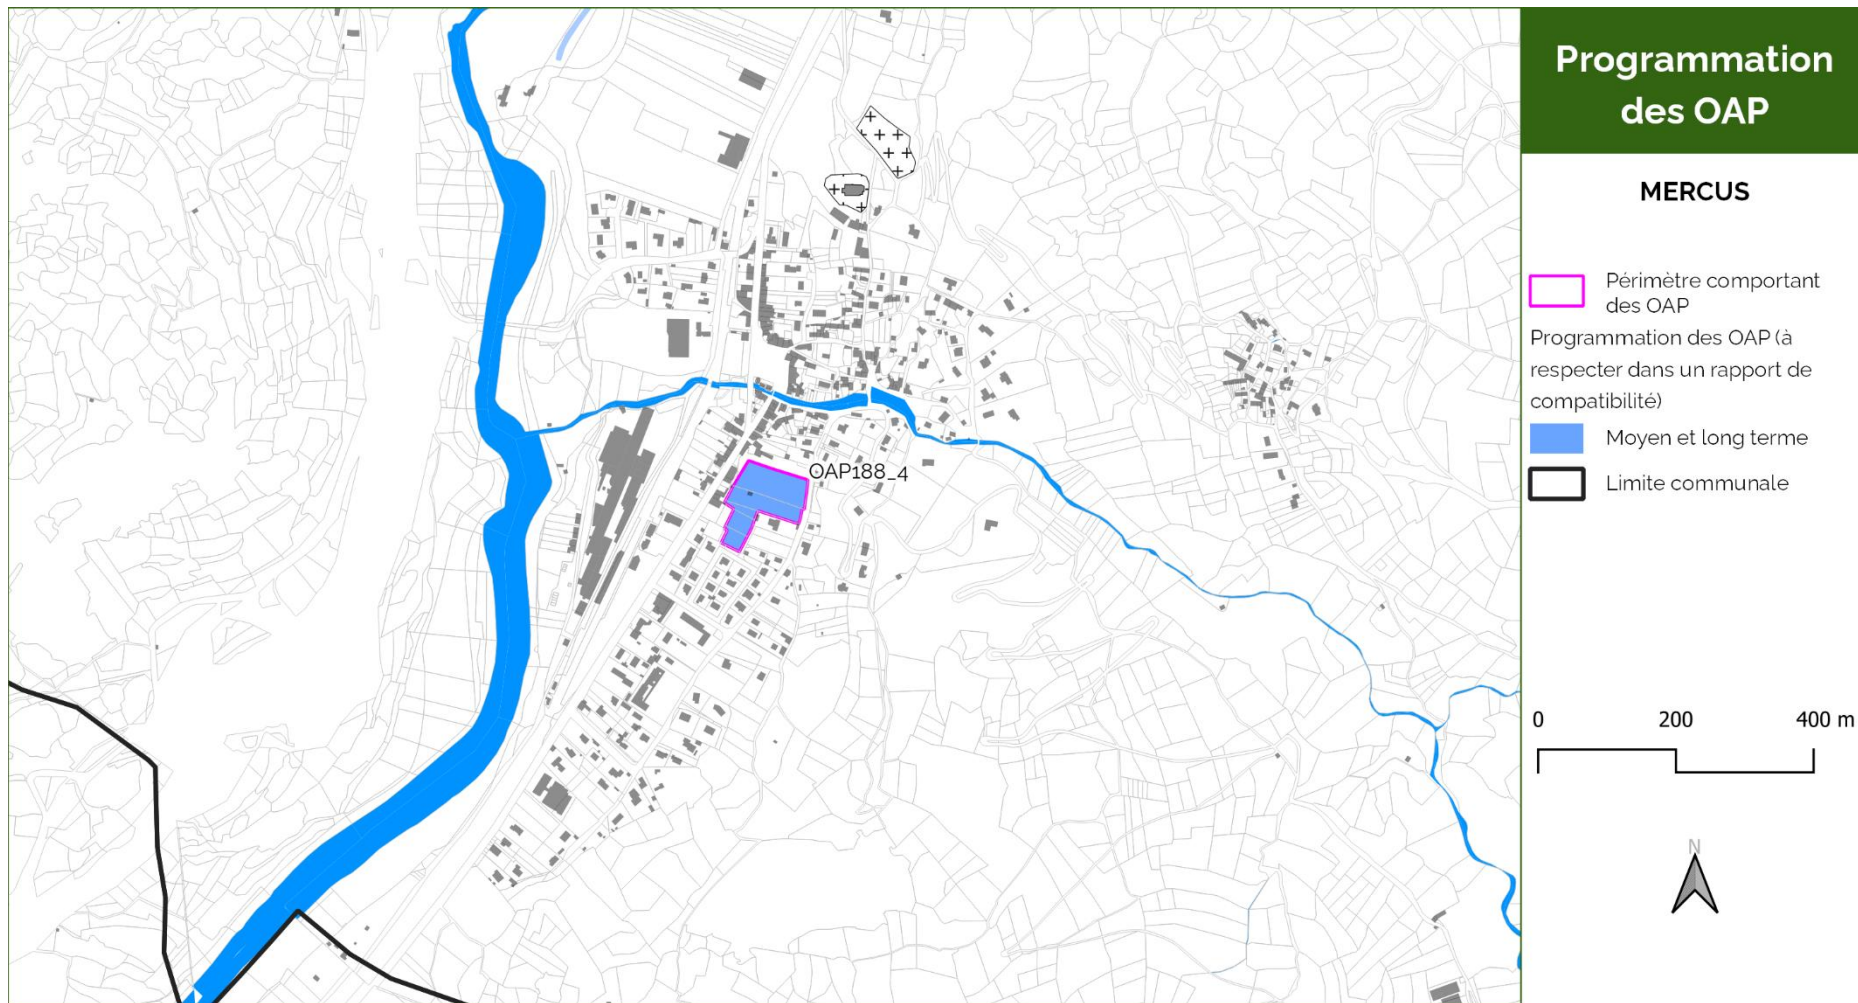 Programmation
des OAP
MERCUS
Périmètre comportant
des OAP
Programmation des OAP (à
respecter dans un rapport de
compatibilité)
Moyen et long terme
Limite communale
0 200 400 m
N
OAP188_4